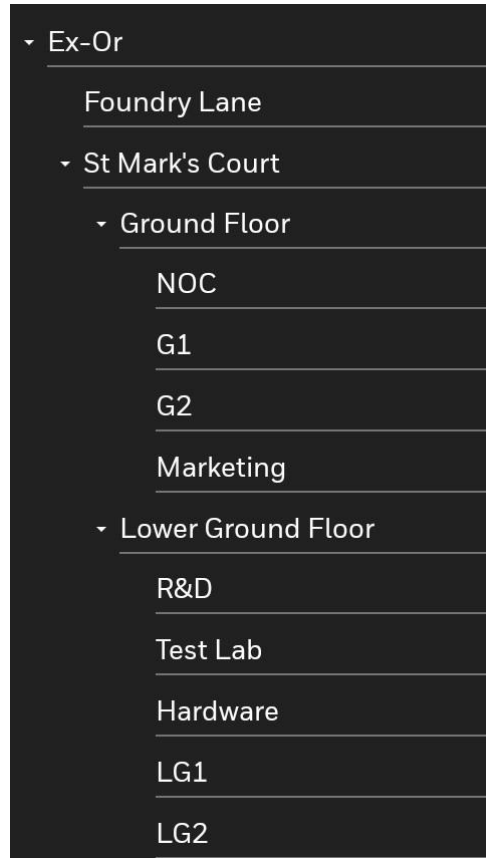 Ex-Or
Foundry Lane
St Mark's Court
Ground Floor
NOC
G1
G2
Marketing
Lower Ground Floor
R&D
Test Lab
Hardware
LG1
LG2